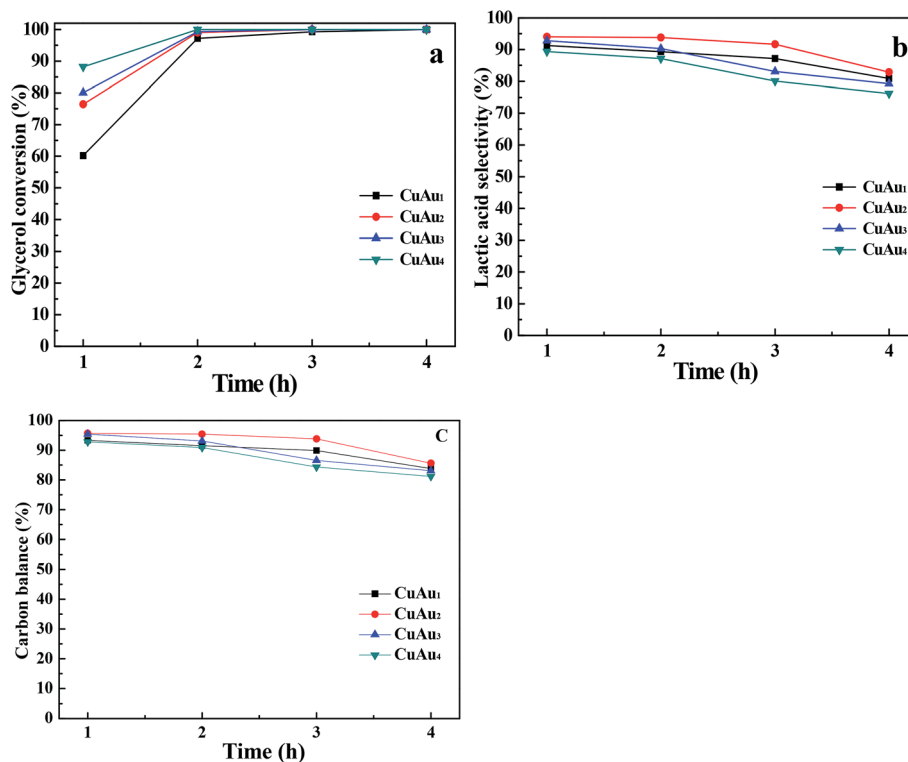 a
Glycerol conversion (%)
100
90
80
70
60
50
40
30
20
10
0
CuAu1
CuAu2
CuAu3
CuAu4
1 2 3 4
Time (h)
b
Lactic acid selectivity (%)
100
90
80
70
60
50
40
30
20
10
0
CuAu1
CuAu2
CuAu3
CuAu4
1 2 3 4
Time (h)
C
Carbon balance (%)
100
90
80
70
60
50
40
30
20
10
0
CuAu1
CuAu2
CuAu3
CuAu4
1 2 3 4
Time (h)